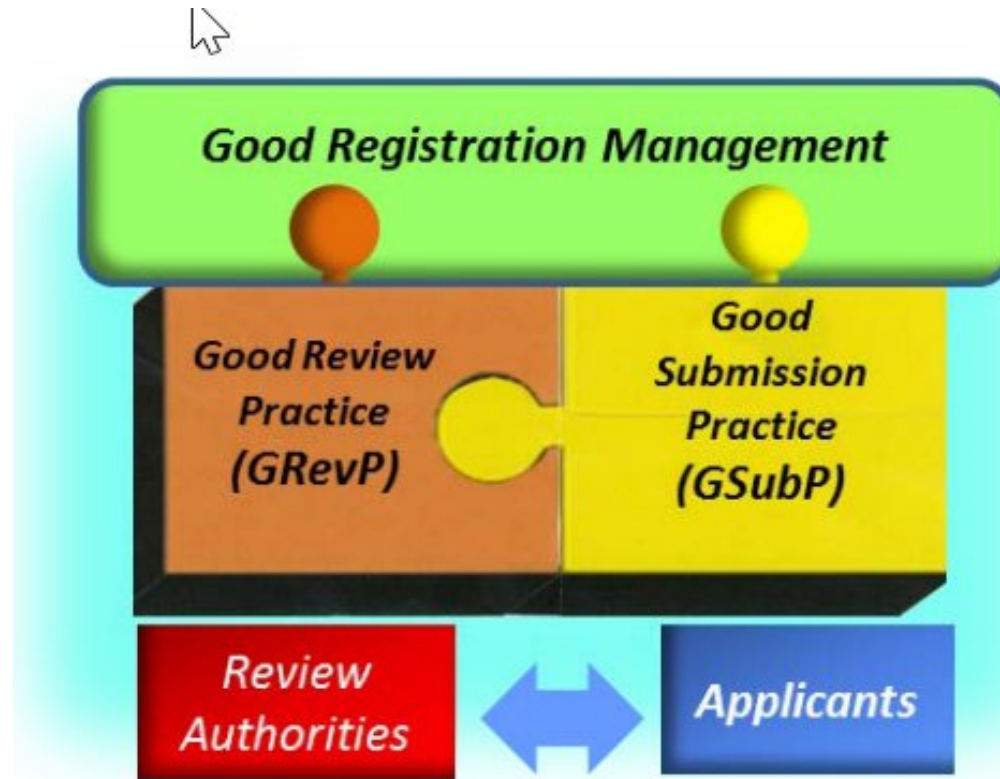 Good Registration Management
Good Review
Practice
(GRevP)
Good
Submission
Practice
(GSubP)
Review
Authorities
Applicants